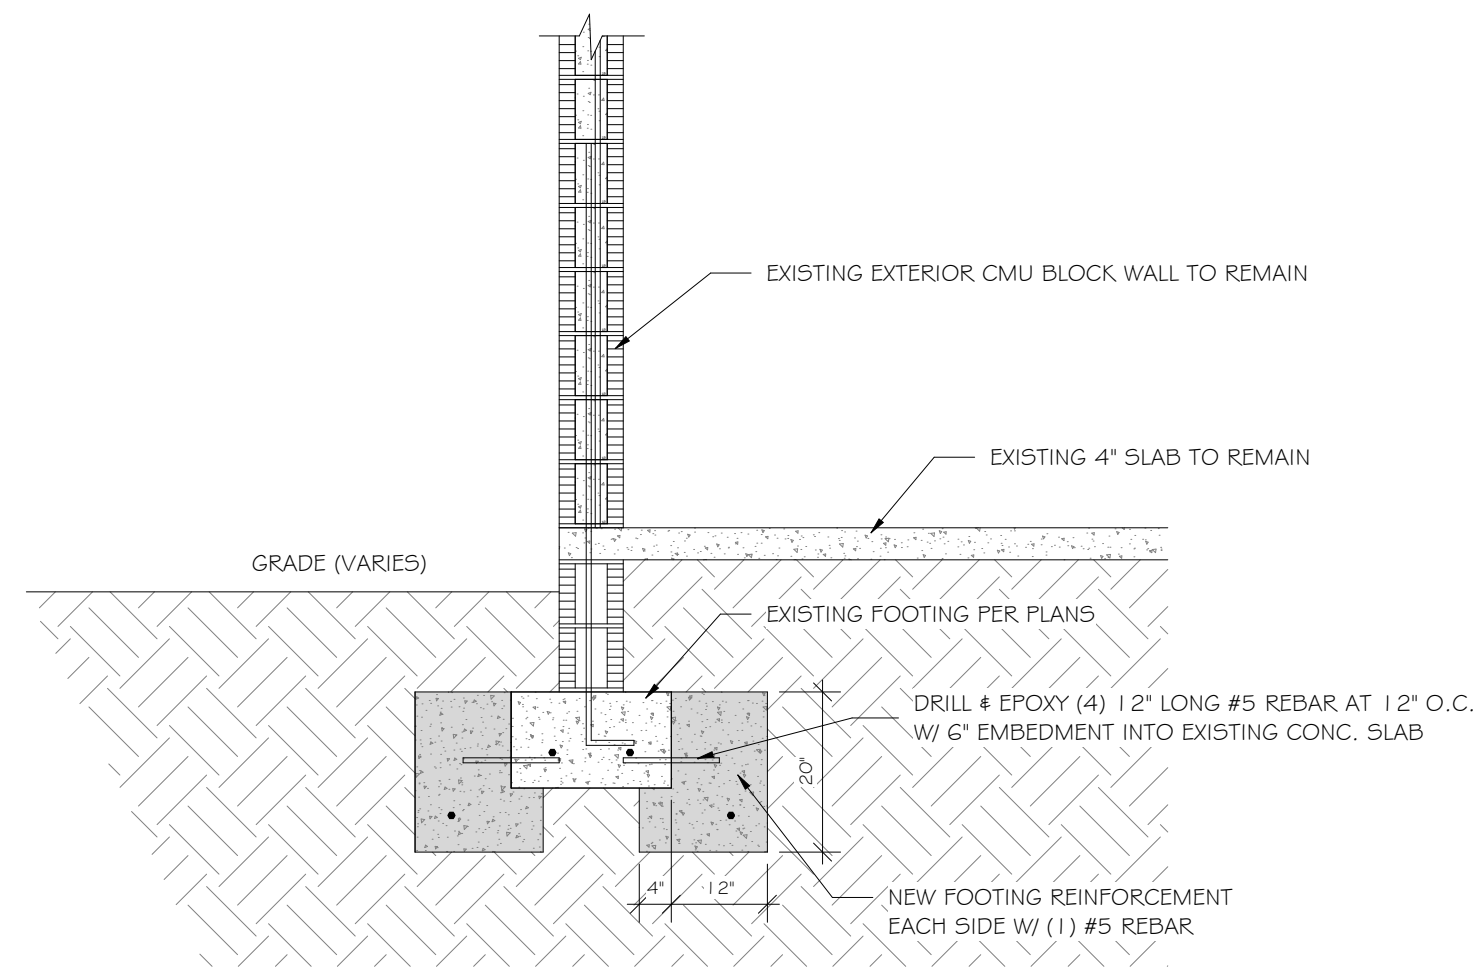 EXISTING EXTERIOR CMU BLOCK WALL TO REMAIN
EXISTING 4" SLAB TO REMAIN
GRADE (VARIES)
EXISTING FOOTING PER PLANS
DRILL & EPOXY (4) 12" LONG #5 REBAR AT 12" O.C.
W/ 6" EMBEDMENT INTO EXISTING CONC. SLAB
20"
4"
12"
NEW FOOTING REINFORCEMENT
EACH SIDE W/ (1) #5 REBAR